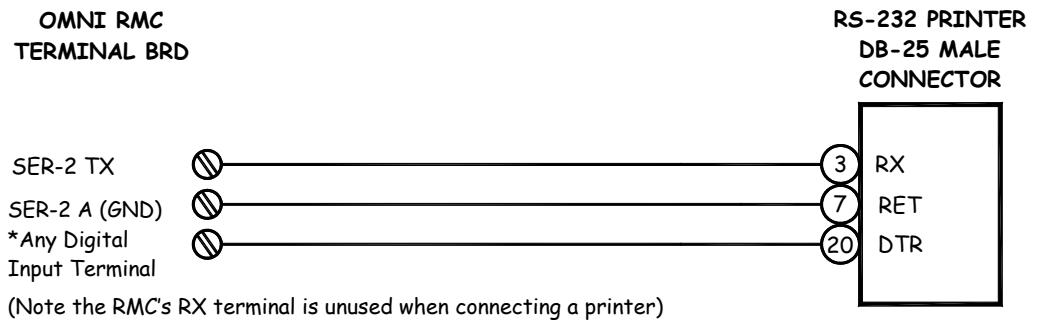 OMNI RMC
TERMINAL BRD
RS-232 PRINTER
DB-25 MALE
CONNECTOR
SER-2 TX
3 RX
SER-2 A (GND)
7 RET
*Any Digital
Input Terminal
20 DTR
(Note the RMC's RX terminal is unused when connecting a printer)